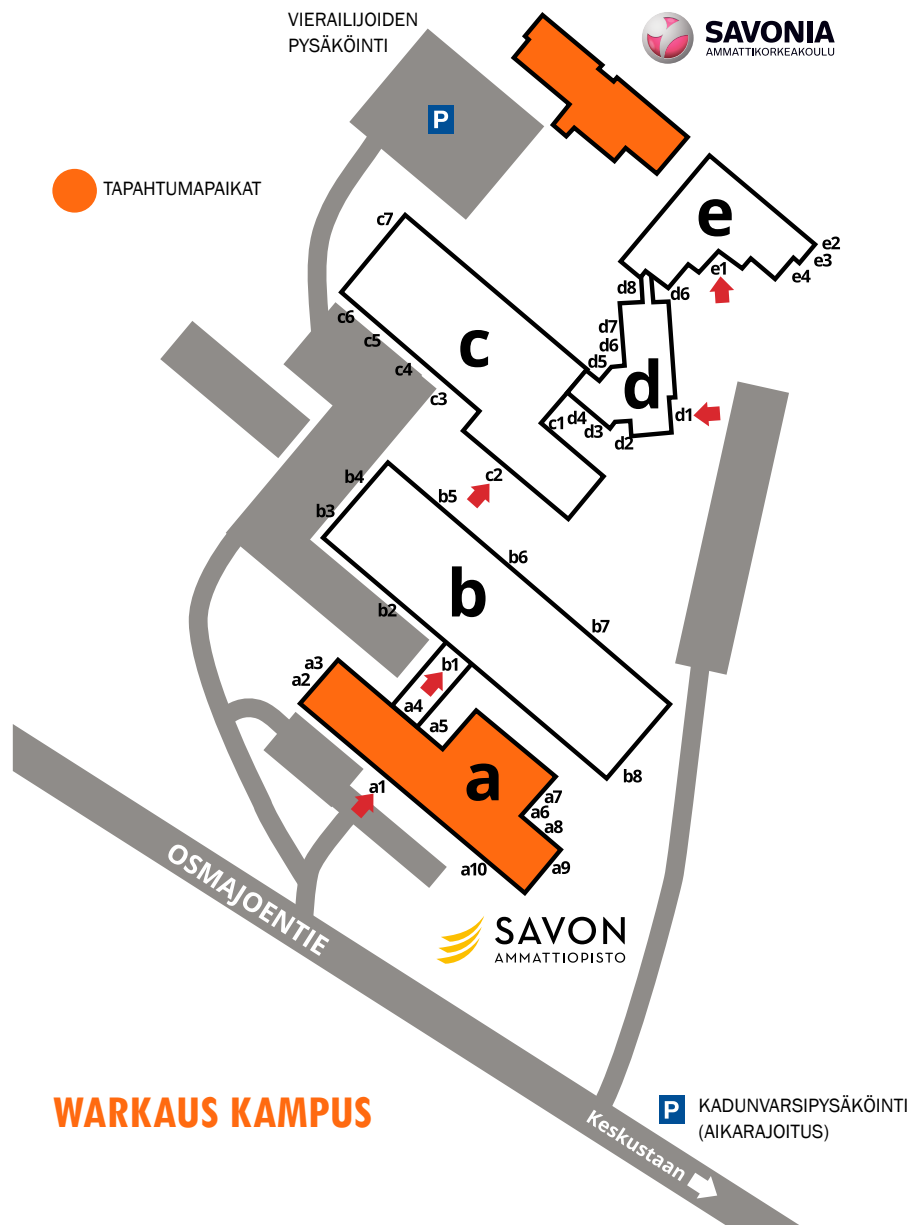 VIERAILIJOIDEN
PYSÄKÖINTI
SAVONIA
AMMATTIKORKEAKOULU
P
TAPAHTUMAPAIKAT
c7
e
e2
e3
e1
e4
d8
d6
c6
c5
c
d7
d6
c4
d5
d
c3
c1
d4
d3
d1
d2
b4
c2
b5
b3
b6
b
b2
b7
b1
a3
a2
a4
a5
a
b8
a7
a1
a6
a8
a10
a9
OSMAJOENTIE
SAVON
AMMATTIOPISTO
WARKAUS KAMPUS
P
KADUNVARSIPYSÄKÖINTI
(AIKARAJOITUS)
Keskustaan